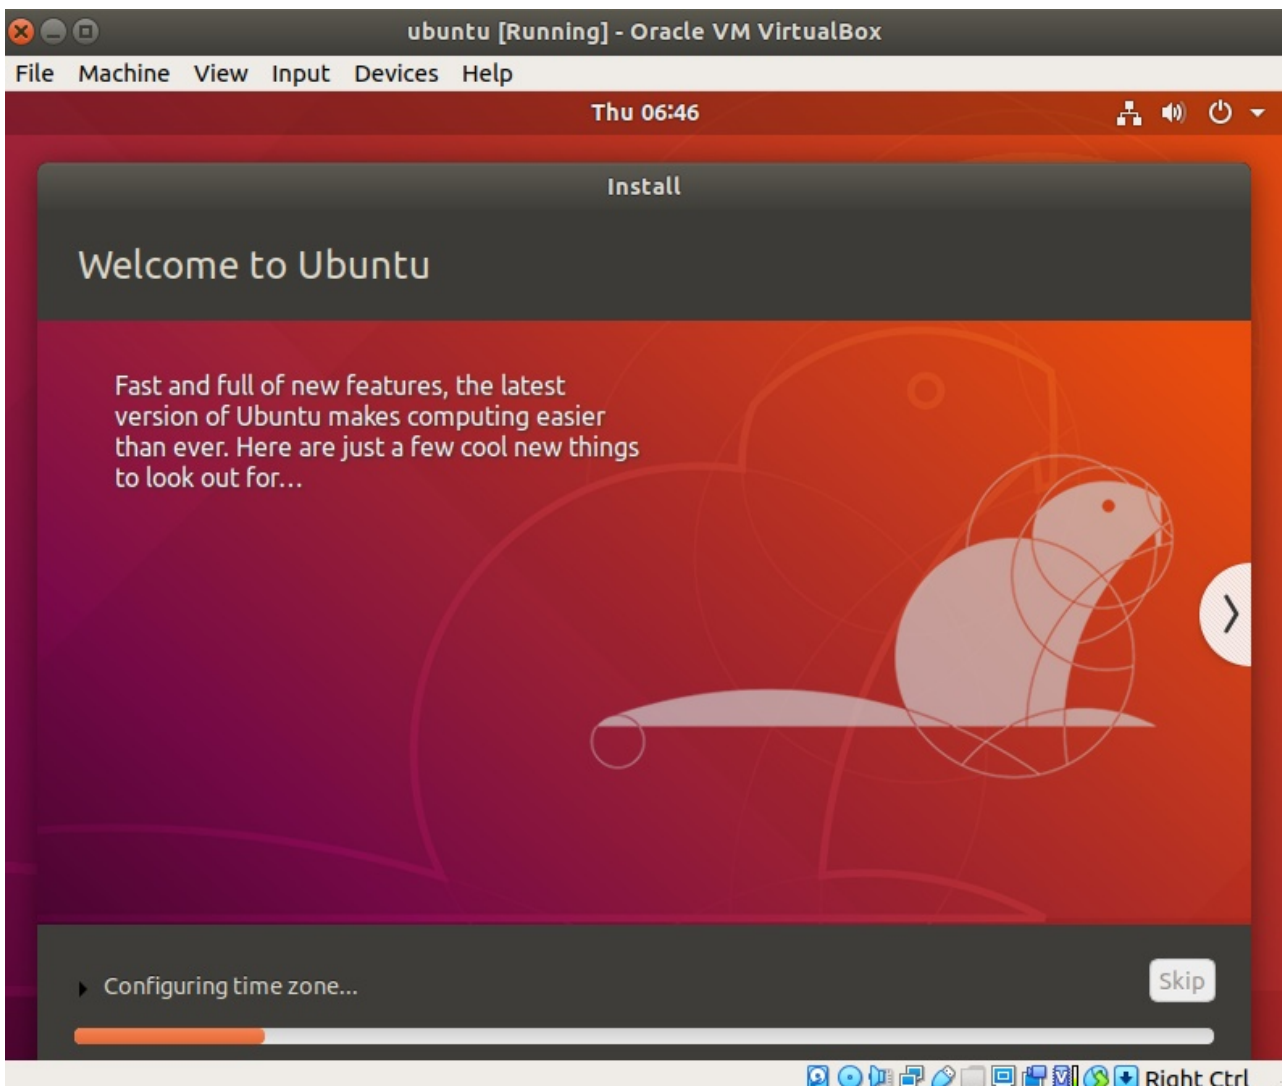 ubuntu [Running] - Oracle VM VirtualBox
File Machine View Input Devices Help
Thu 06:46
Install
Welcome to Ubuntu
Fast and full of new features, the latest
version of Ubuntu makes computing easier
than ever. Here are just a few cool new things
to look out for...
Configuring time zone...
Skip
Right Ctrl